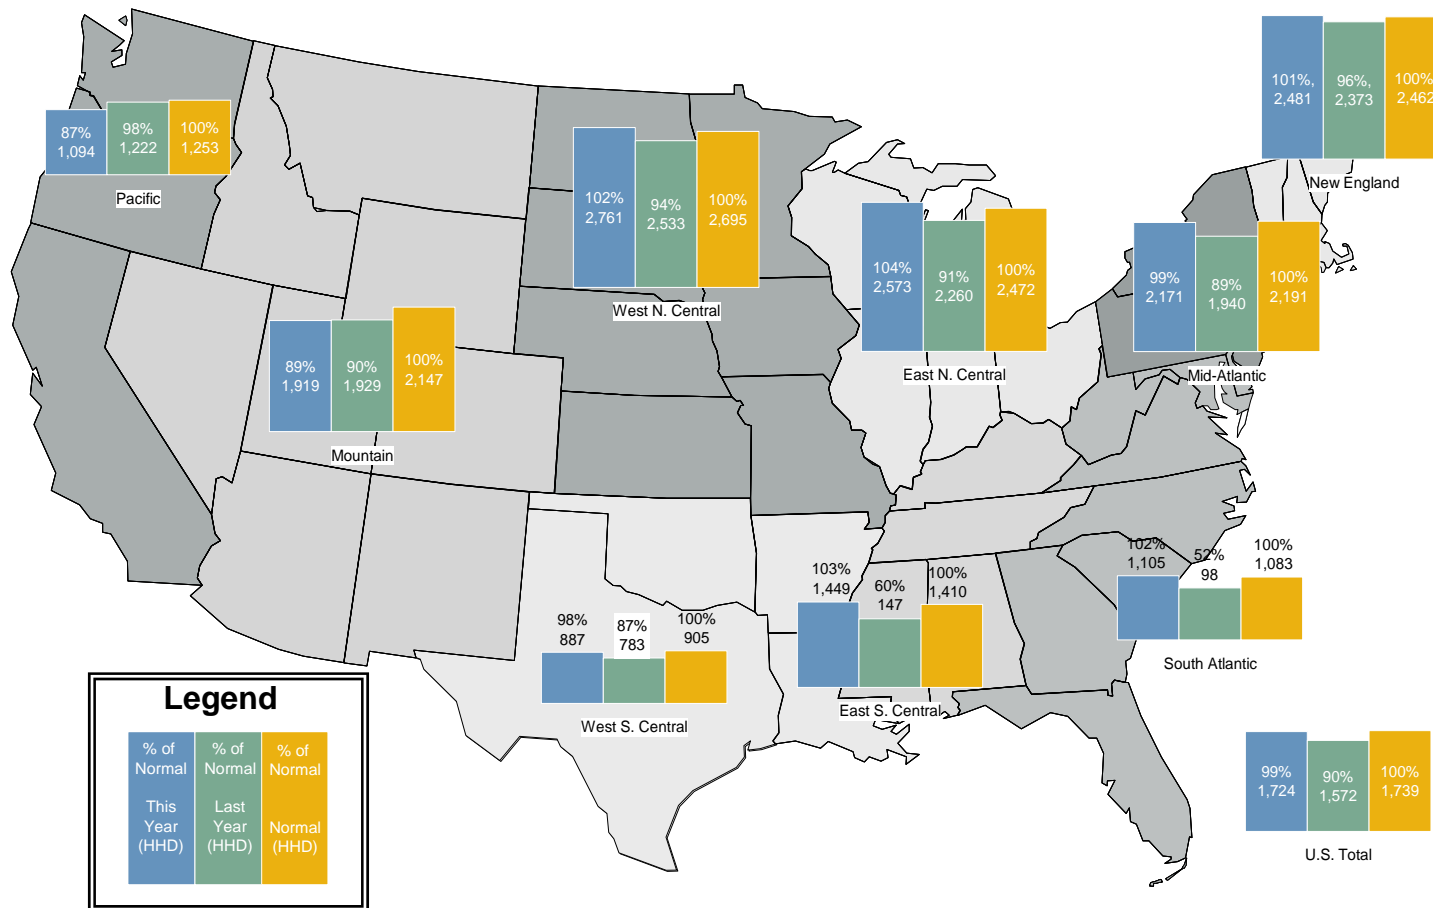 101%,
2,481
96%,
2,373
100%
2,462
New England
87%
1,094
98%
1,222
100%
1,253
Pacific
102%
2,761
94%
2,533
100%
2,695
West N. Central
104%
2,573
91%
2,260
100%
2,472
East N. Central
99%
2,171
89%
1,940
100%
2,191
Mid-Atlantic
89%
1,919
90%
1,929
100%
2,147
Mountain
98%
887
87%
783
100%
905
West S. Central
103%
1,449
60%
147
100%
1,410
East S. Central
102%
1,105
52%
98
100%
1,083
South Atlantic
99%
1,724
90%
1,572
100%
1,739
U.S. Total
Legend
% of
Normal
This
Year
(HHD)
% of
Normal
Last
Year
(HHD)
% of
Normal
Normal
(HHD)